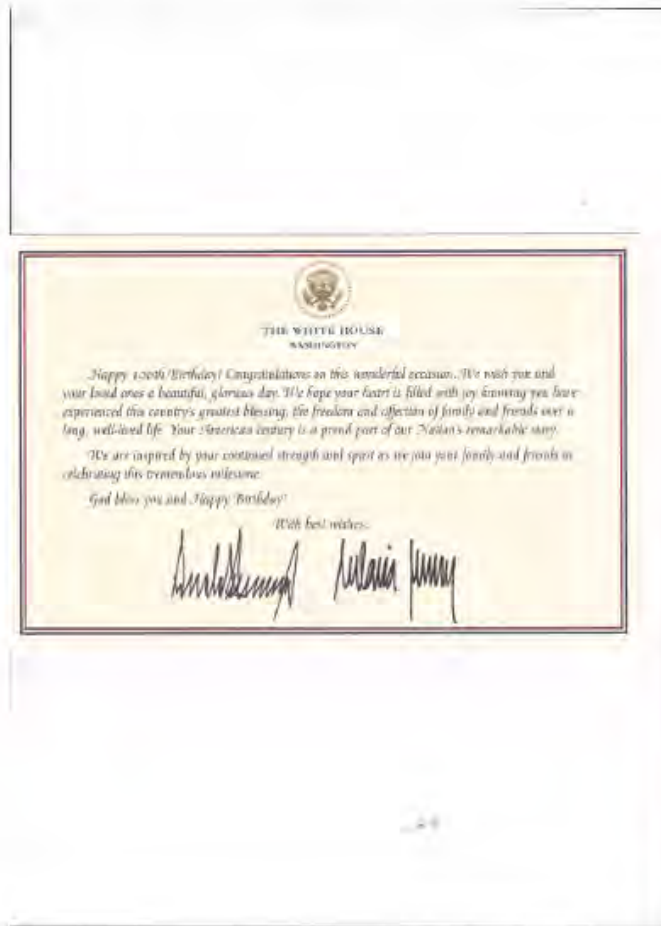 THE WHITE HOUSE
WASHINGTON
Happy 100th Birthday! Congratulations on this wonderful occasion. We wish you and
your loved ones a beautiful, glorious day. We hope your heart is filled with joy knowing you have
experienced this country's greatest blessing, the freedom and affection of family and friends over a
long, well-lived life. Your American century is a proud part of our Nation's remarkable story.
We are inspired by your continued strength and spirit as we join your family and friends in
celebrating this tremendous milestone.
God bless you and Happy Birthday!
With best wishes,